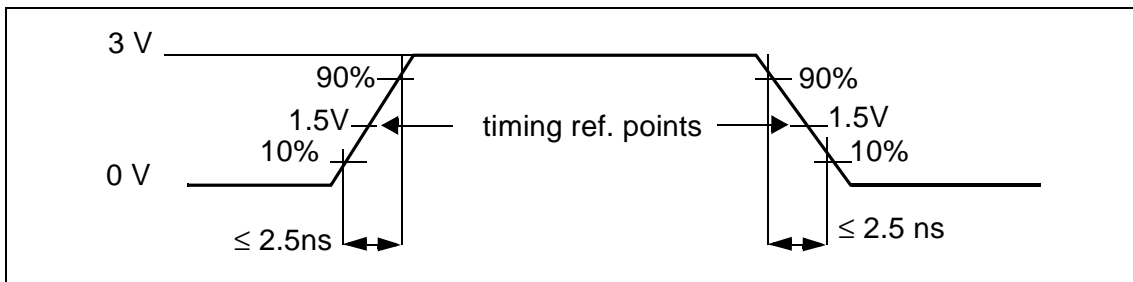 3 V
90%
90%
1.5V
timing ref. points
1.5V
10%
10%
0 V
≤ 2.5ns
≤ 2.5 ns